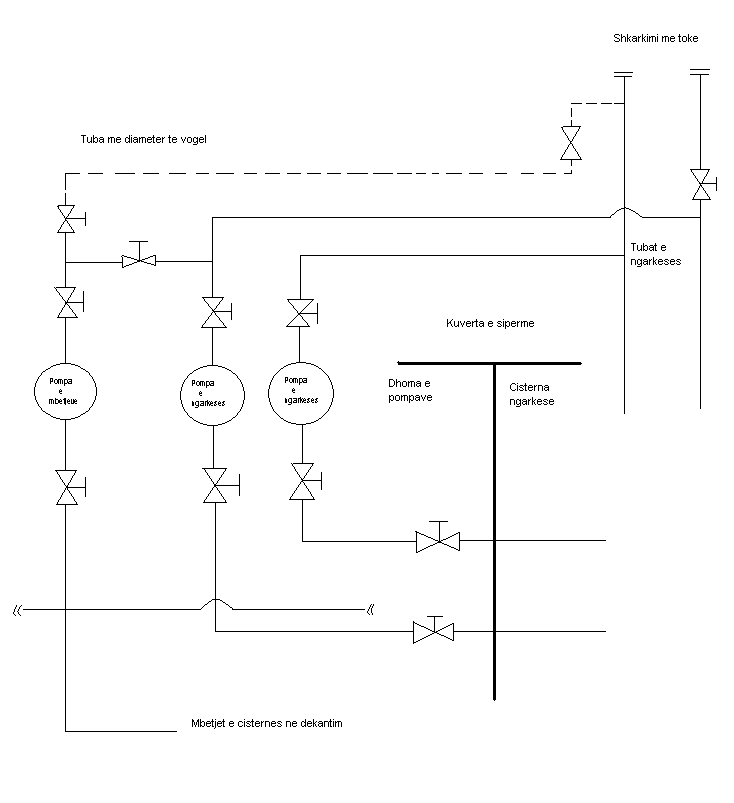 Shkarkimi me toke
Tuba me diameter te vogel
Tubat e
ngarkeses
Kuverta e siperme
Dhoma e
pompave
Cisterna
ngarkese
Pompa
e
mbetjeve
Pompa
e
ngarkeses
Pompa
e
ngarkeses
Mbetjet e cisternes ne dekantim